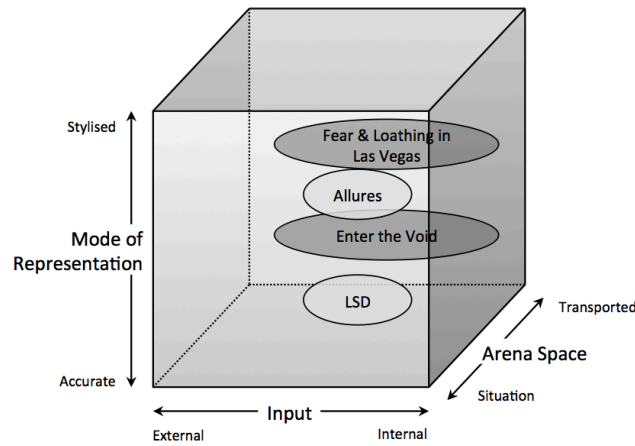 Stylised
Fear & Loathing in
Las Vegas
Allures
Mode of
Representation
Enter the Void
LSD
Transported
Arena Space
Accurate
Situation
Input
External
Internal